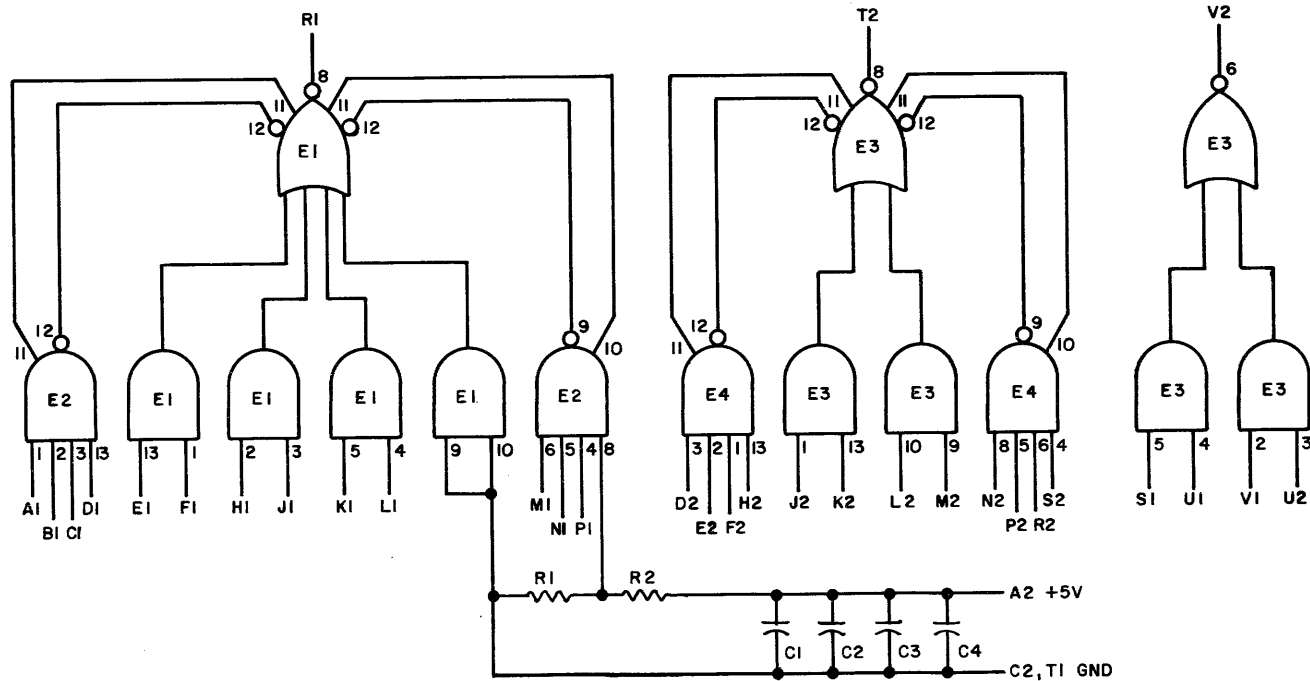 R1
T2
V2
8
8
6
11
11
11
11
12
12
12
12
E1
E3
E3
12
9
12
9
11
10
11
10
E2
E1
E1
E1
E1
E2
E4
E3
E3
E4
E3
E3
1 2 3 13
13 1
2 3
5 4
9 10
6 5 4 8
3 2 1 13
1 13
10 9
8 5 6 4
5 4
2 3
A1 D1 E1 F1 H1 J1 K1 L1 M1 D2 H2 J2 K2 L2 M2 N2 S2 S1 U1 V1 U2
B1 C1 N1 P1 E2 F2 P2 R2
R1 R2
A2 +5V
C1 C2 C3 C4
C2, T1 GND